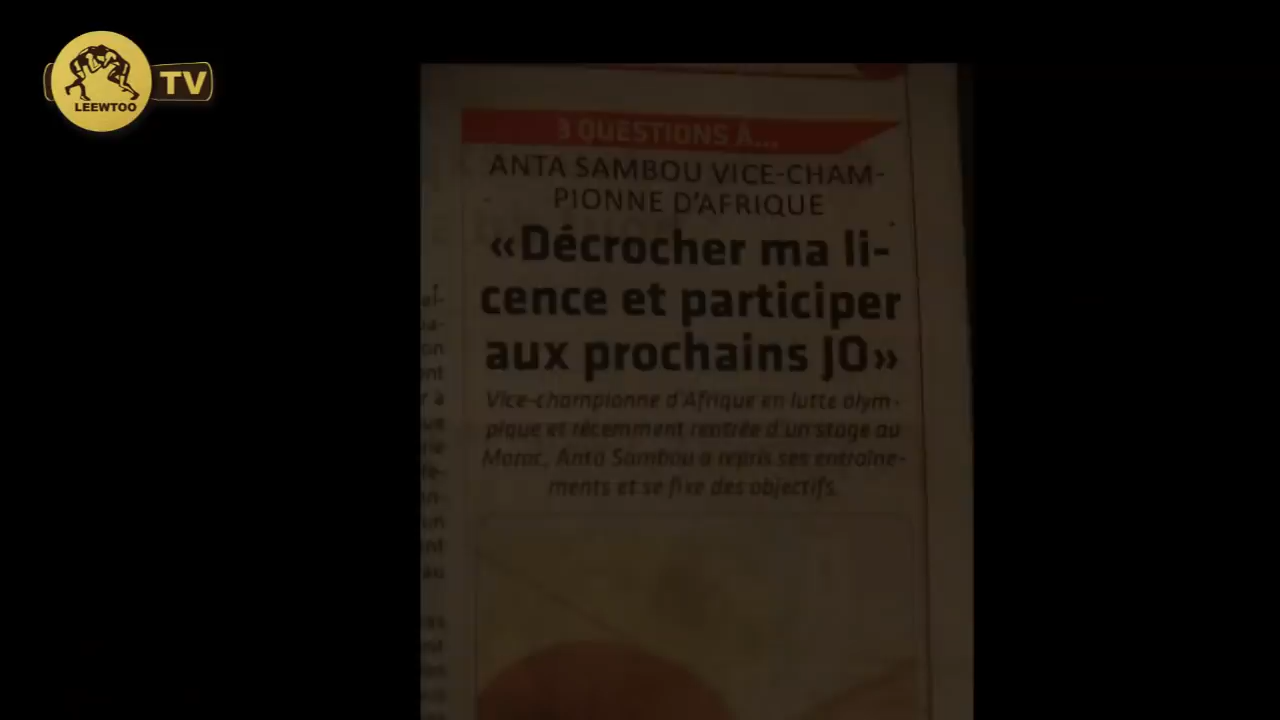 LEEWTOO
TV
3 QUESTIONS À...
ANTA SAMBOU VICE-CHAM-
PIONNE D'AFRIQUE
«Décrocher ma li-
cence et participer
aux prochains JO»
Vice-championne d'Afrique en lutte olym-
pique et récemment rentrée d'un stage au
Maroc, Anta Sambou a repris ses entraîne-
ments et se fixe des objectifs.